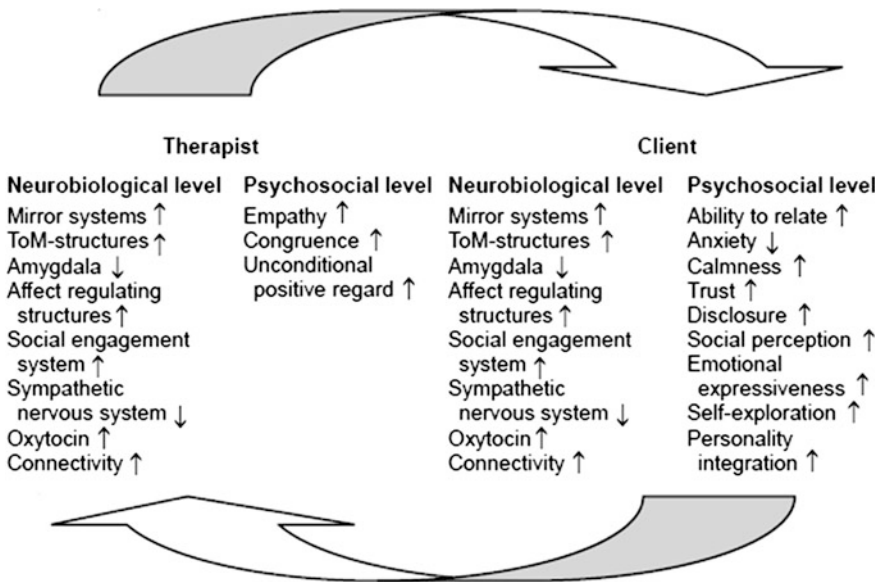 Therapist
Neurobiological level
Mirror systems ↑
ToM-structures ↑
Amygdala ↓
Affect regulating
structures ↑
Social engagement
system ↑
Sympathetic
nervous system ↓
Oxytocin ↑
Connectivity ↑
Psychosocial level
Empathy ↑
Congruence ↑
Unconditional
positive regard ↑
Client
Neurobiological level
Mirror systems ↑
ToM-structures ↑
Amygdala ↓
Affect regulating
structures ↑
Social engagement
system ↑
Sympathetic
nervous system ↓
Oxytocin ↑
Connectivity ↑
Psychosocial level
Ability to relate ↑
Anxiety ↓
Calmness ↑
Trust ↑
Disclosure ↑
Social perception ↑
Emotional
expressiveness ↑
Self-exploration ↑
Personality
integration ↑